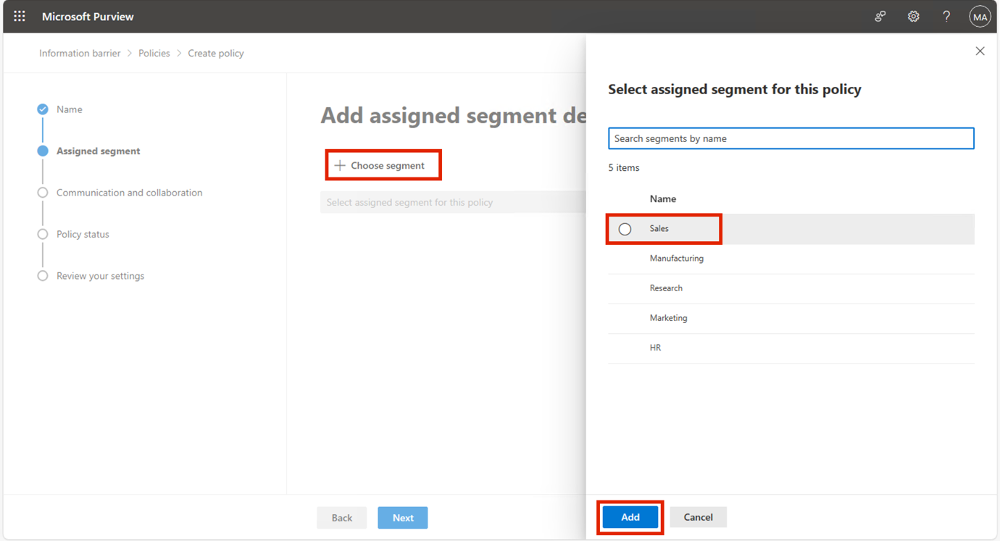 Microsoft Purview
?
MA
Information barrier > Policies > Create policy
Name
Assigned segment
Communication and collaboration
Policy status
Review your settings
Add assigned segment de
+ Choose segment
Select assigned segment for this policy
Back
Next
Select assigned segment for this policy
Search segments by name
5 items
Name
Sales
Manufacturing
Research
Marketing
HR
Add
Cancel